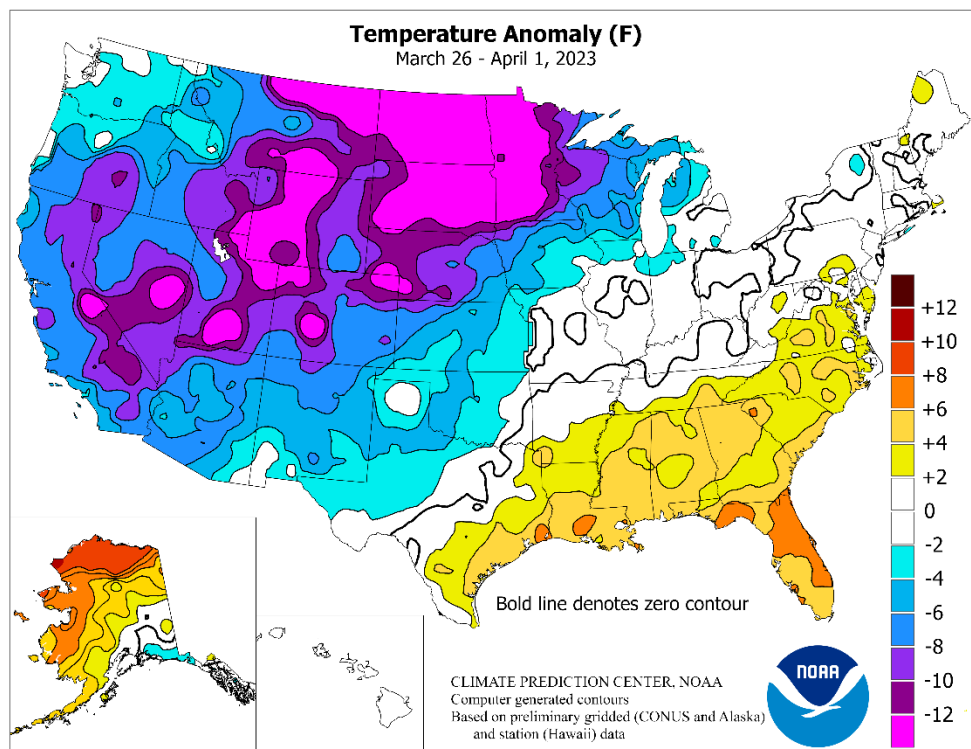 Temperature Anomaly (F)
March 26 - April 1, 2023
+12
+10
+8
+6
+4
+2
0
-2
-4
-6
-8
-10
-12
Bold line denotes zero contour
CLIMATE PREDICTION CENTER, NOAA
Computer generated contours
Based on preliminary gridded (CONUS and Alaska)
and station (Hawaii) data
NOAA